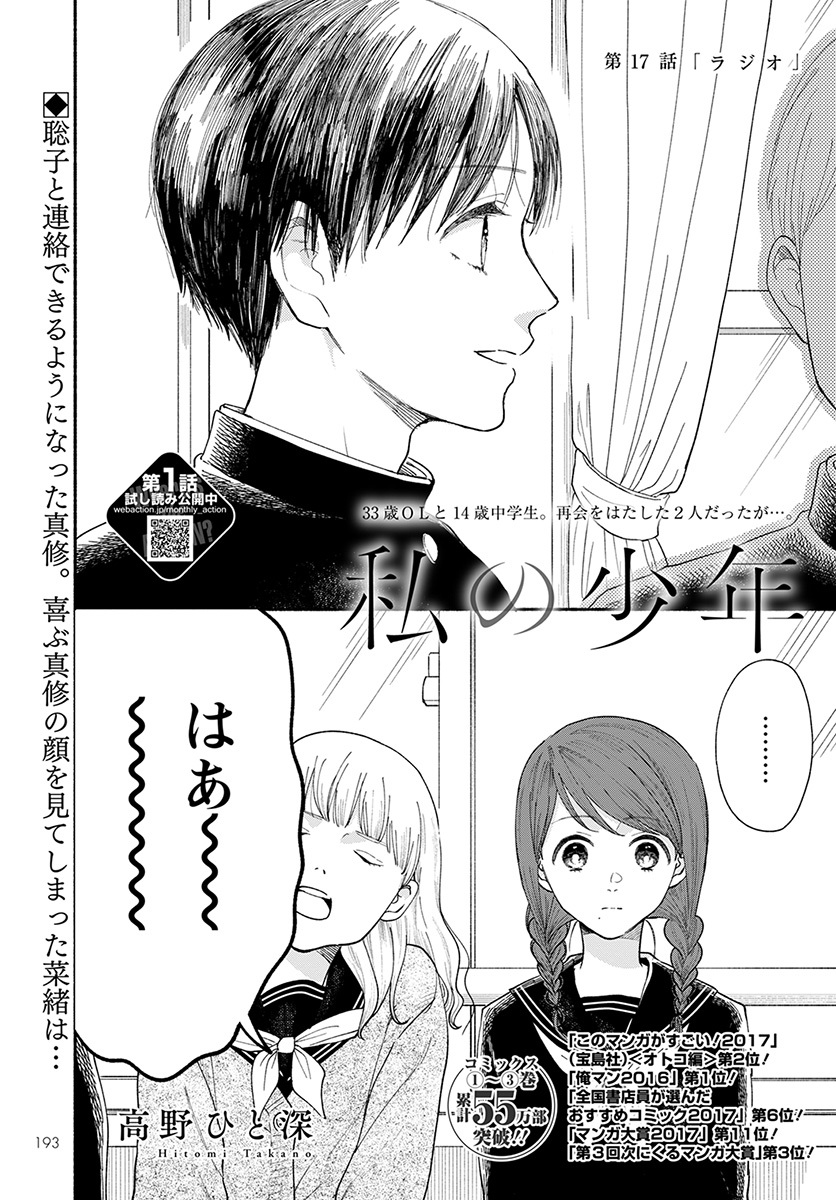 第17話「ラジオ」
◆聡子と連絡できるようになった真修。 喜ぶ真修の顔を見てしまった菜緒は…
第1話
試し読み公開中
webaction.jp/monthly_action
33歳OLと14歳中学生。再会をはたした2人だったが…。
私の少年
………
はあ〜〜〜〜〜
高野ひと深
Hitomi Takano
コミックス
①〜③巻
累計55万部
突破!!
「このマンガがすごい!2017」
(宝島社)<オトコ編>第2位!
「俺マン2016」第1位!
「全国書店員が選んだ
おすすめコミック2017」第6位!
「マンガ大賞2017」第11位!
「第3回次にくるマンガ大賞」第3位!
193